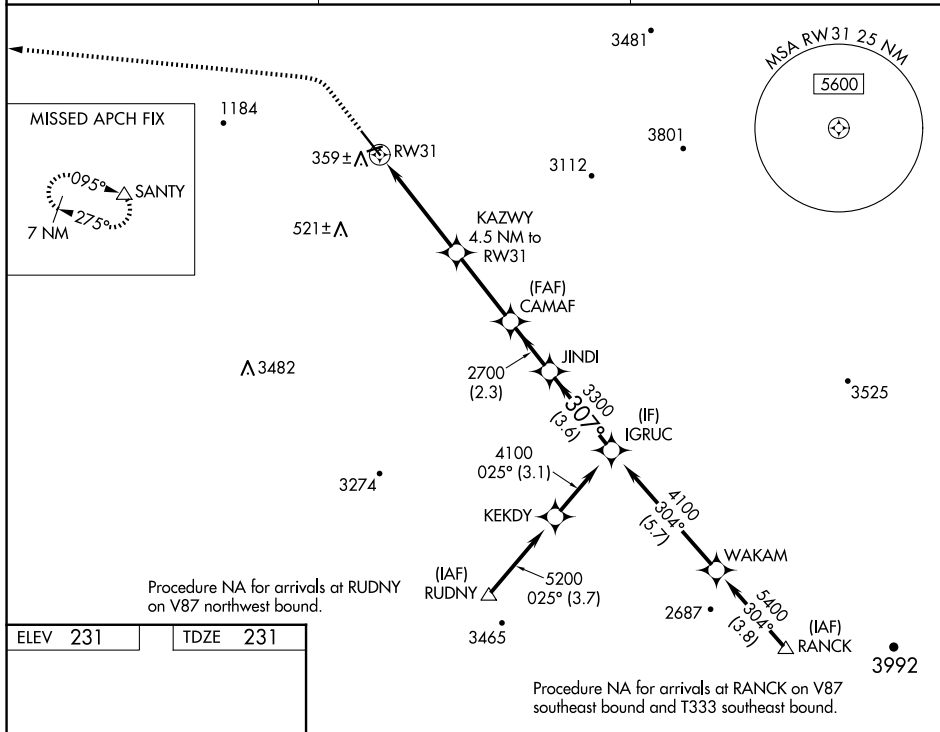 3481
MSA RW31 25 NM
5600
MISSED APCH FIX
095°
SANTY
275°
7 NM
1184
359±
RW31
3801
3112
521±
KAZWY
4.5 NM to
RW31
(FAF)
CAMAF
JINDI
2700
(2.3)
3482
3300
307°
(3.6)
(IF)
IGRUC
3525
4100
025° (3.1)
3274
KEKDY
4100
304°
(5.7)
WAKAM
(IAF)
RUDNY
5200
025° (3.7)
Procedure NA for arrivals at RUDNY
on V87 northwest bound.
2687
5400
304°
(3.8)
(IAF)
RANCK
3465
3992
ELEV 231
TDZE 231
Procedure NA for arrivals at RANCK on V87
southeast bound and T333 southeast bound.